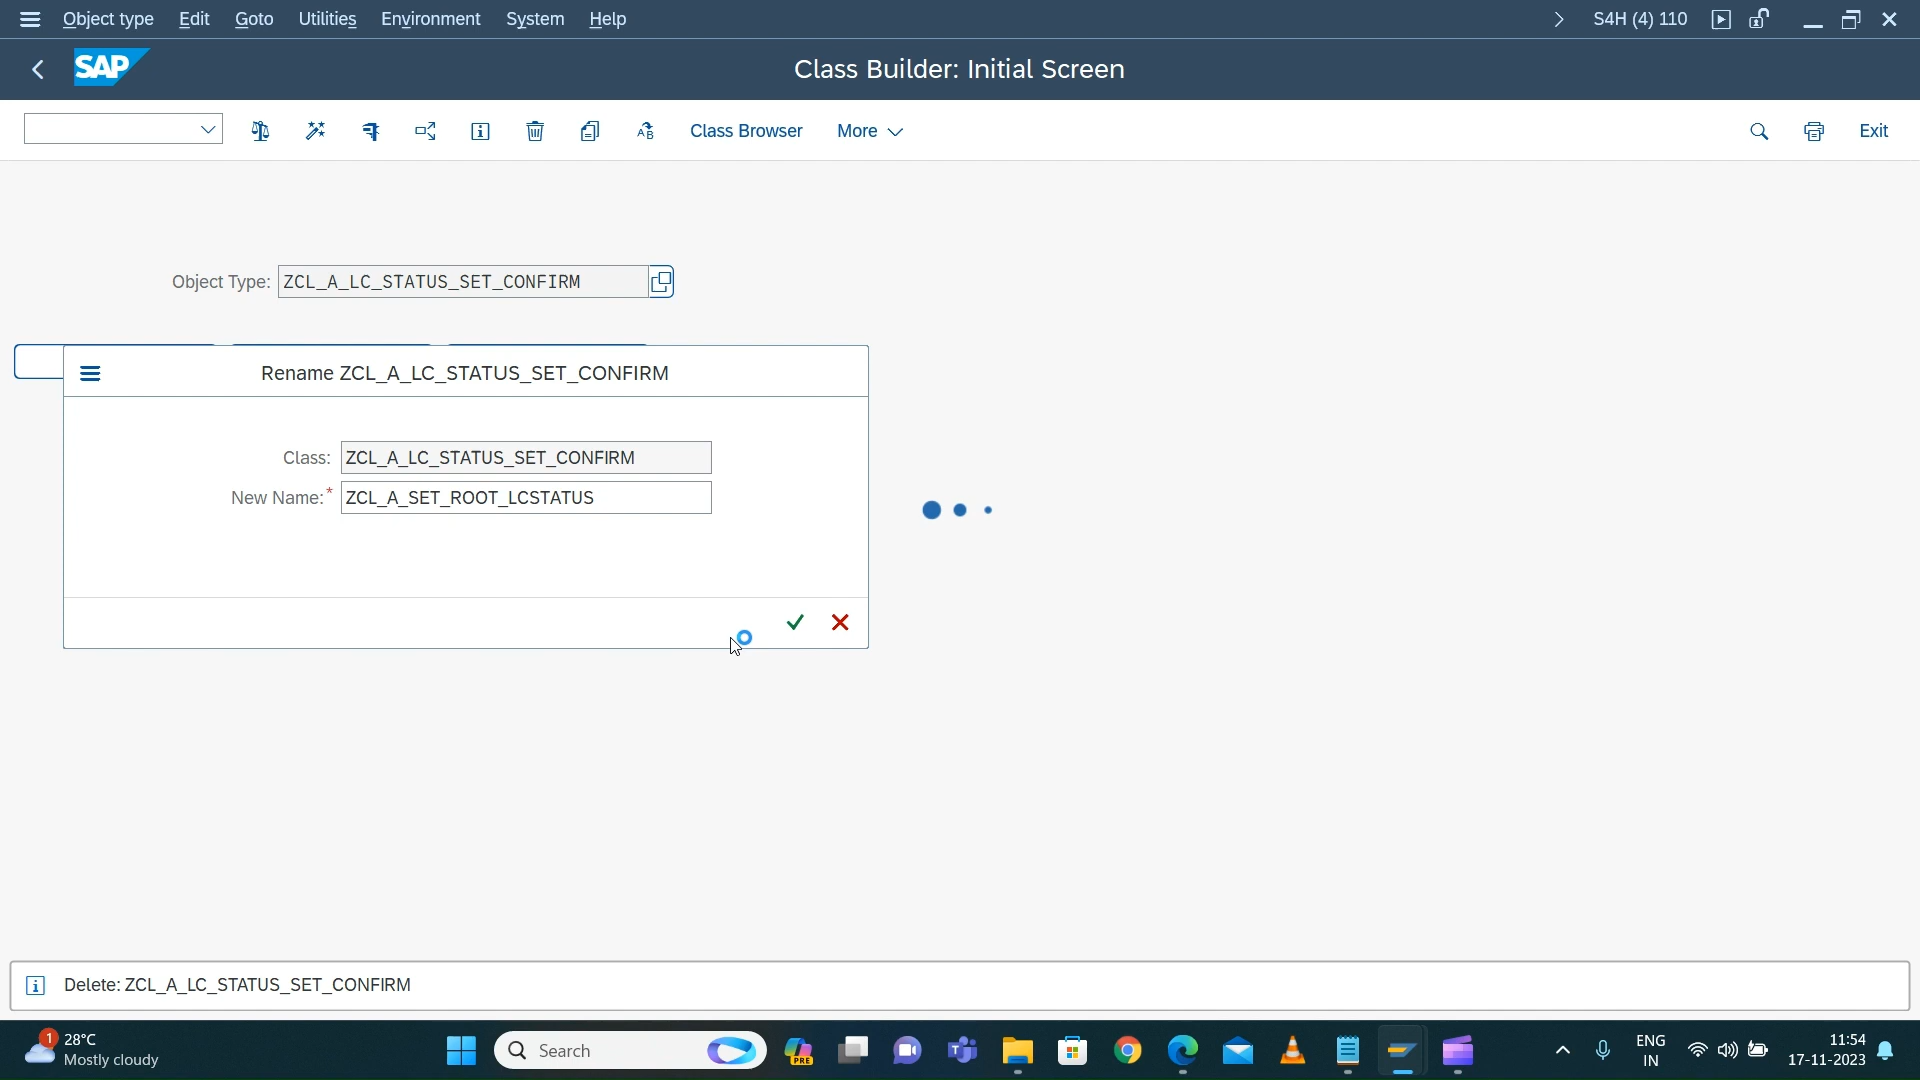 Object type Edit Goto Utilities Environment System Help S4H (4) 110
SAP Class Builder: Initial Screen
Class Browser More Exit
Object Type: ZCL_A_LC_STATUS_SET_CONFIRM
Rename ZCL_A_LC_STATUS_SET_CONFIRM
Class: ZCL_A_LC_STATUS_SET_CONFIRM
New Name:* ZCL_A_SET_ROOT_LCSTATUS
Delete: ZCL_A_LC_STATUS_SET_CONFIRM
1 28°C
Mostly cloudy
Search
PRE
ENG
IN
11:54
17-11-2023